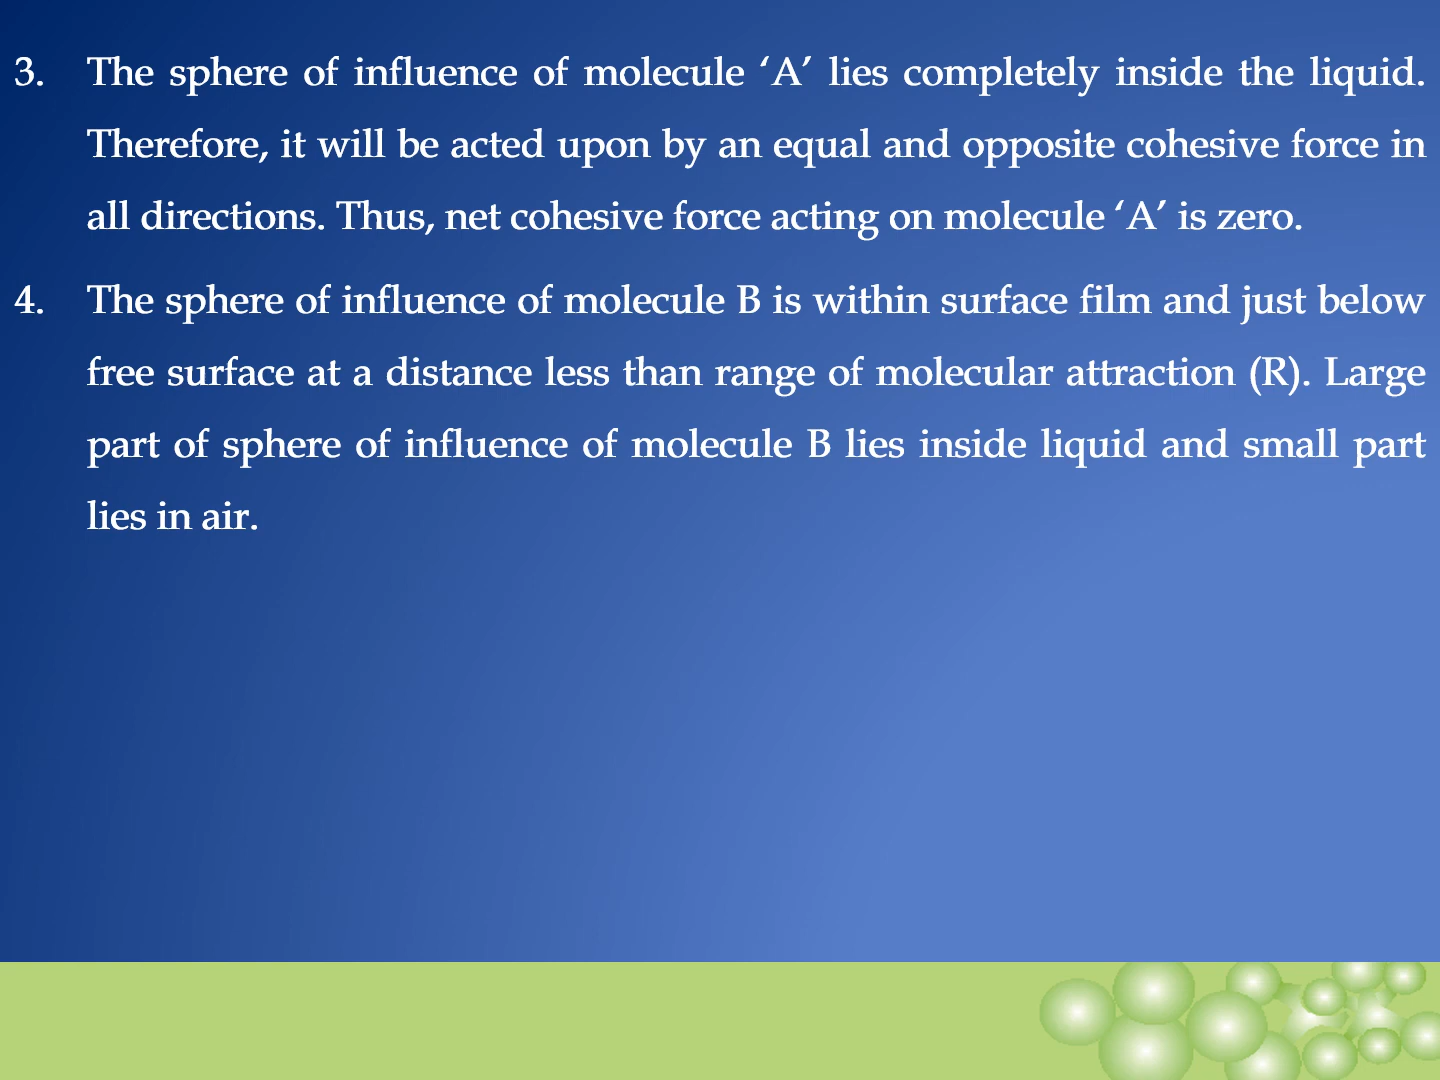 3. The sphere of influence of molecule ‘A’ lies completely inside the liquid.
Therefore, it will be acted upon by an equal and opposite cohesive force in
all directions. Thus, net cohesive force acting on molecule ‘A’ is zero.
4. The sphere of influence of molecule B is within surface film and just below
free surface at a distance less than range of molecular attraction (R). Large
part of sphere of influence of molecule B lies inside liquid and small part
lies in air.